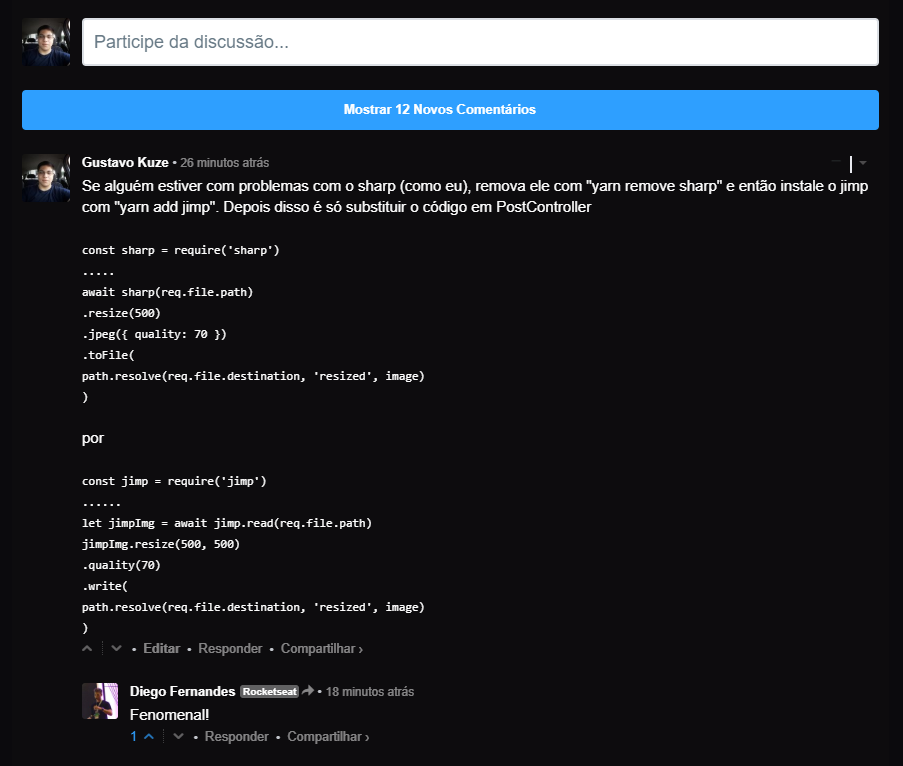 Participe da discussão...
Mostrar 12 Novos Comentários
Gustavo Kuze • 26 minutos atrás
Se alguém estiver com problemas com o sharp (como eu), remova ele com "yarn remove sharp" e então instale o jimp
com "yarn add jimp". Depois disso é só substituir o código em PostController
const sharp = require('sharp')
.....
await sharp(req.file.path)
.resize(500)
.jpeg({ quality: 70 })
.toFile(
path.resolve(req.file.destination, 'resized', image)
)
por
const jimp = require('jimp')
......
let jimpImg = await jimp.read(req.file.path)
jimpImg.resize(500, 500)
.quality(70)
.write(
path.resolve(req.file.destination, 'resized', image)
)
• Editar • Responder • Compartilhar ›
Diego Fernandes Rocketseat • 18 minutos atrás
Fenomenal!
1 • Responder • Compartilhar ›